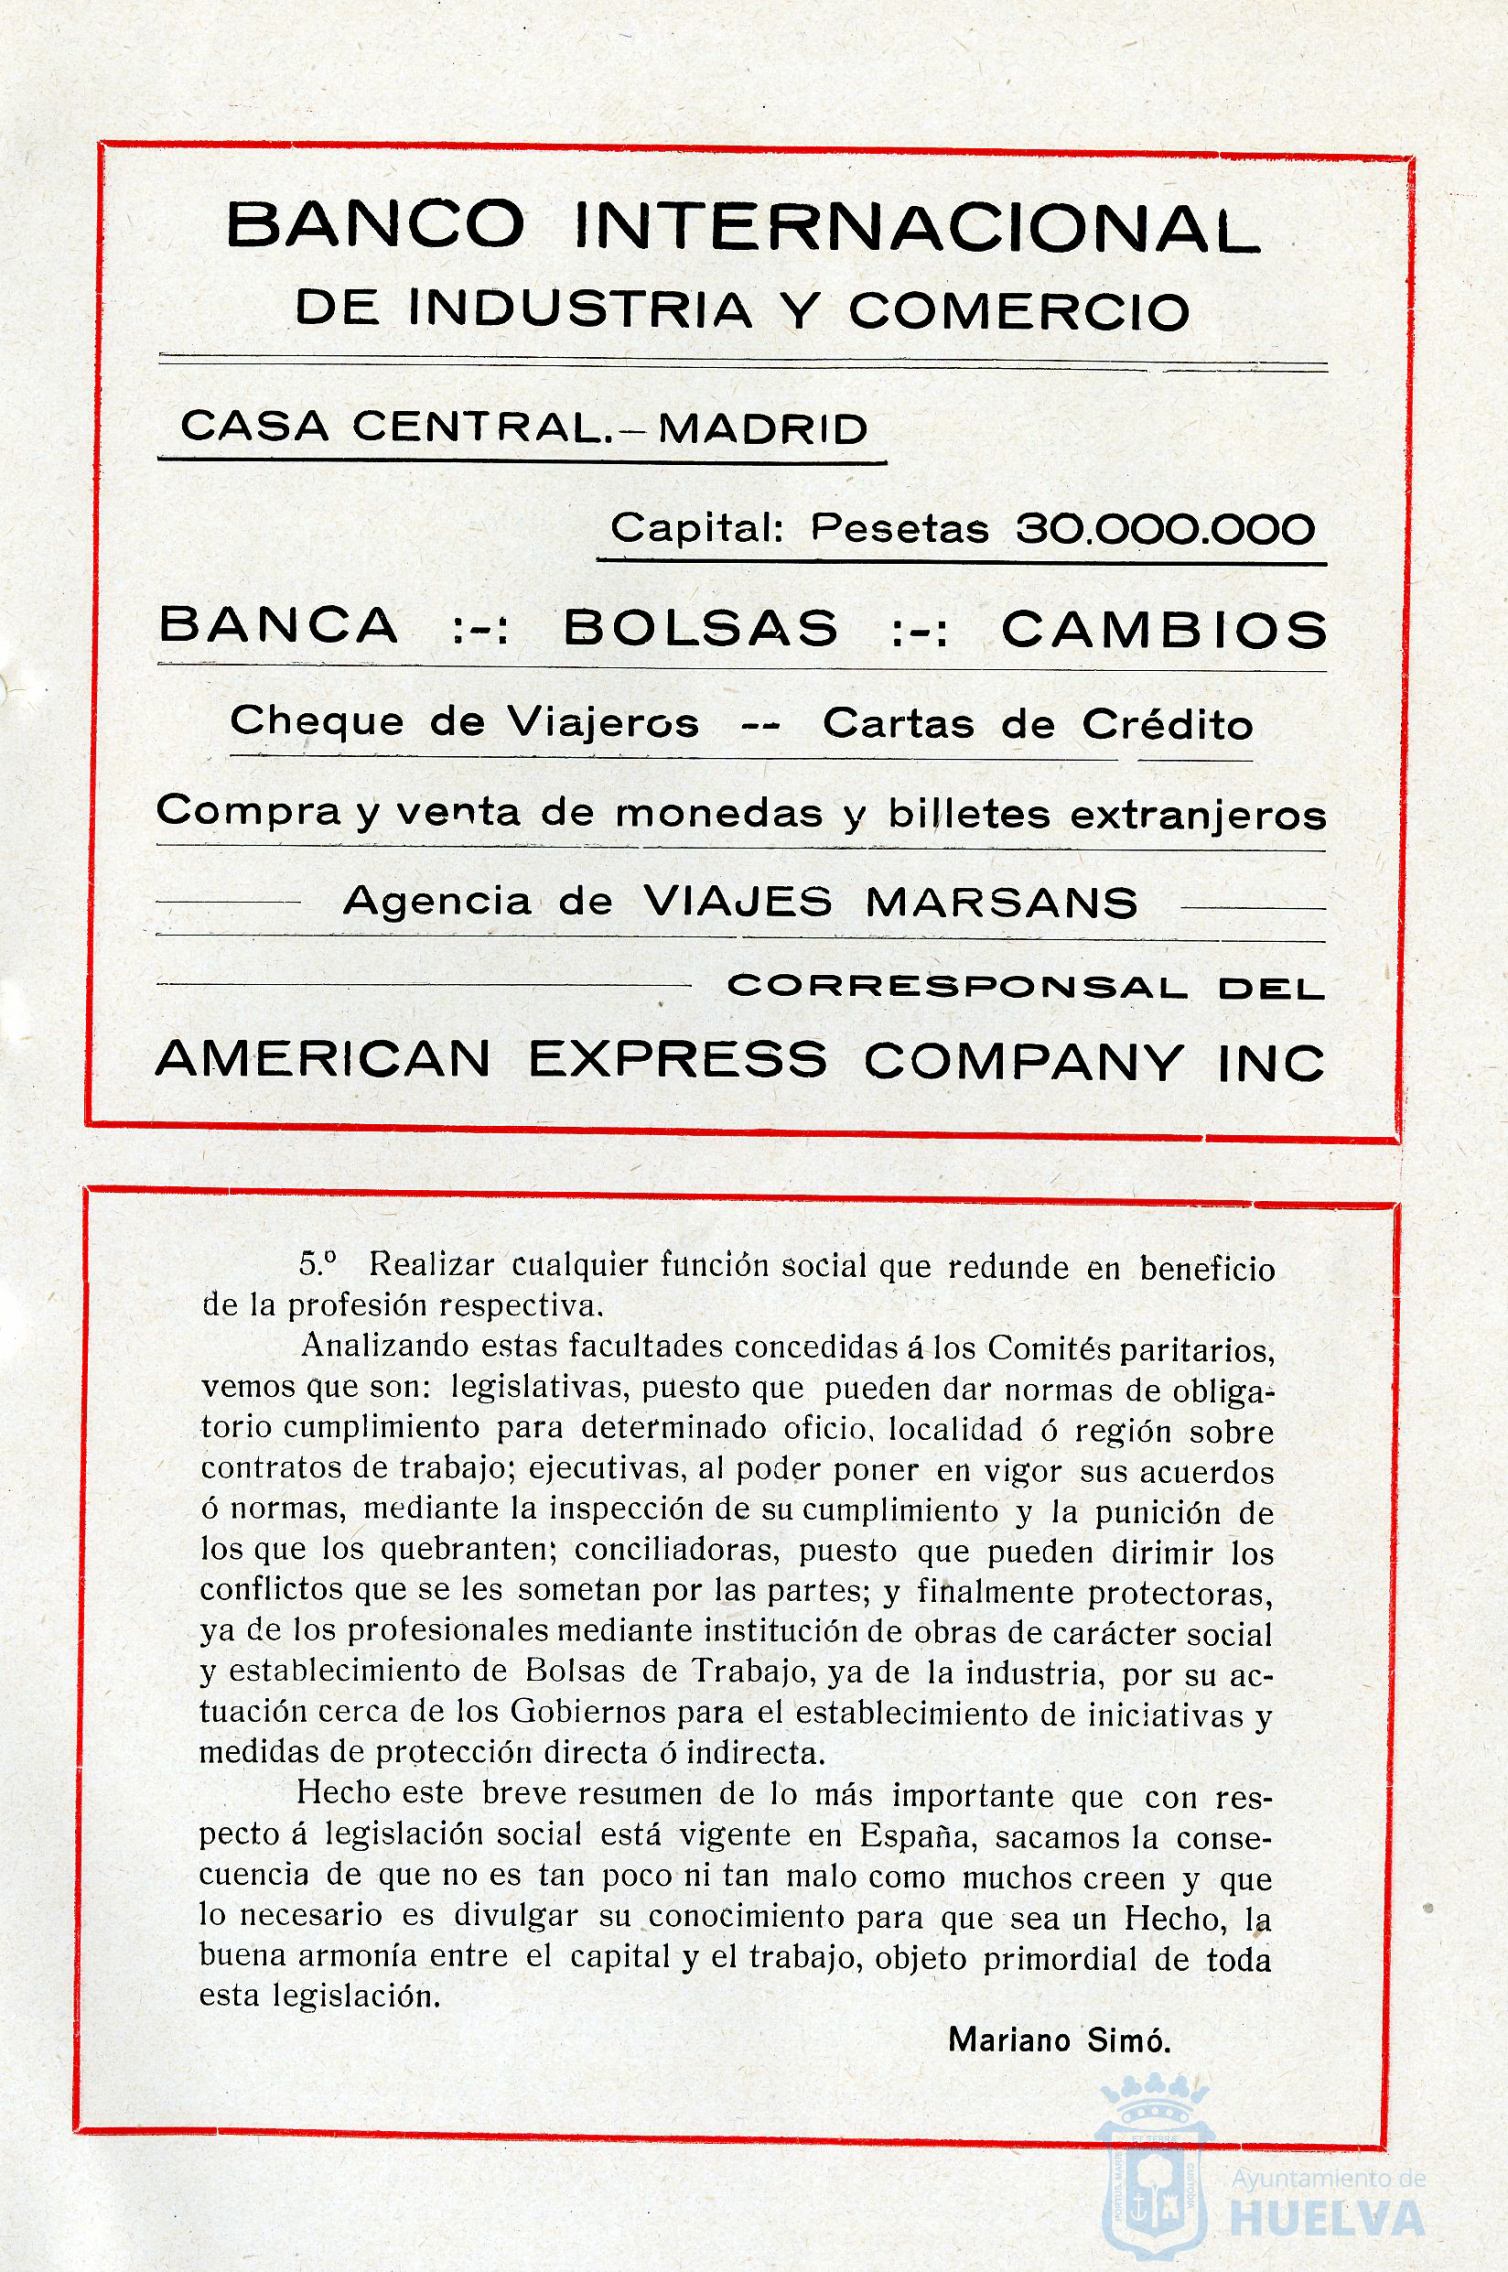 BANCO INTERNACIONAL
DE INDUSTRIA Y COMERCIO
CASA CENTRAL.—MADRID
Capital: Pesetas 30.000.000
BANCA :-: BOLSAS :-: CAMBIOS
Cheque de Viajeros -- Cartas de Crédito
Compra y venta de monedas y billetes extranjeros
Agencia de VIAJES MARSANS
CORRESPONSAL DEL
AMERICAN EXPRESS COMPANY INC
5.º Realizar cualquier función social que redunde en beneficio
de la profesión respectiva.
Analizando estas facultades concedidas á los Comités paritarios,
vemos que son: legislativas, puesto que pueden dar normas de obliga-
torio cumplimiento para determinado oficio, localidad ó región sobre
contratos de trabajo; ejecutivas, al poder poner en vigor sus acuerdos
ó normas, mediante la inspección de su cumplimiento y la punición de
los que los quebranten; conciliadoras, puesto que pueden dirimir los
conflictos que se les sometan por las partes; y finalmente protectoras,
ya de los profesionales mediante institución de obras de carácter social
y establecimiento de Bolsas de Trabajo, ya de la industria, por su ac-
tuación cerca de los Gobiernos para el establecimiento de iniciativas y
medidas de protección directa ó indirecta.
Hecho este breve resumen de lo más importante que con res-
pecto á legislación social está vigente en España, sacamos la conse-
cuencia de que no es tan poco ni tan malo como muchos creen y que
lo necesario es divulgar su conocimiento para que sea un Hecho, la
buena armonía entre el capital y el trabajo, objeto primordial de toda
esta legislación.
Mariano Simó.
PORTUS MARIS
ET TERRÆ
CUSTODIA
Ayuntamiento de
HUELVA